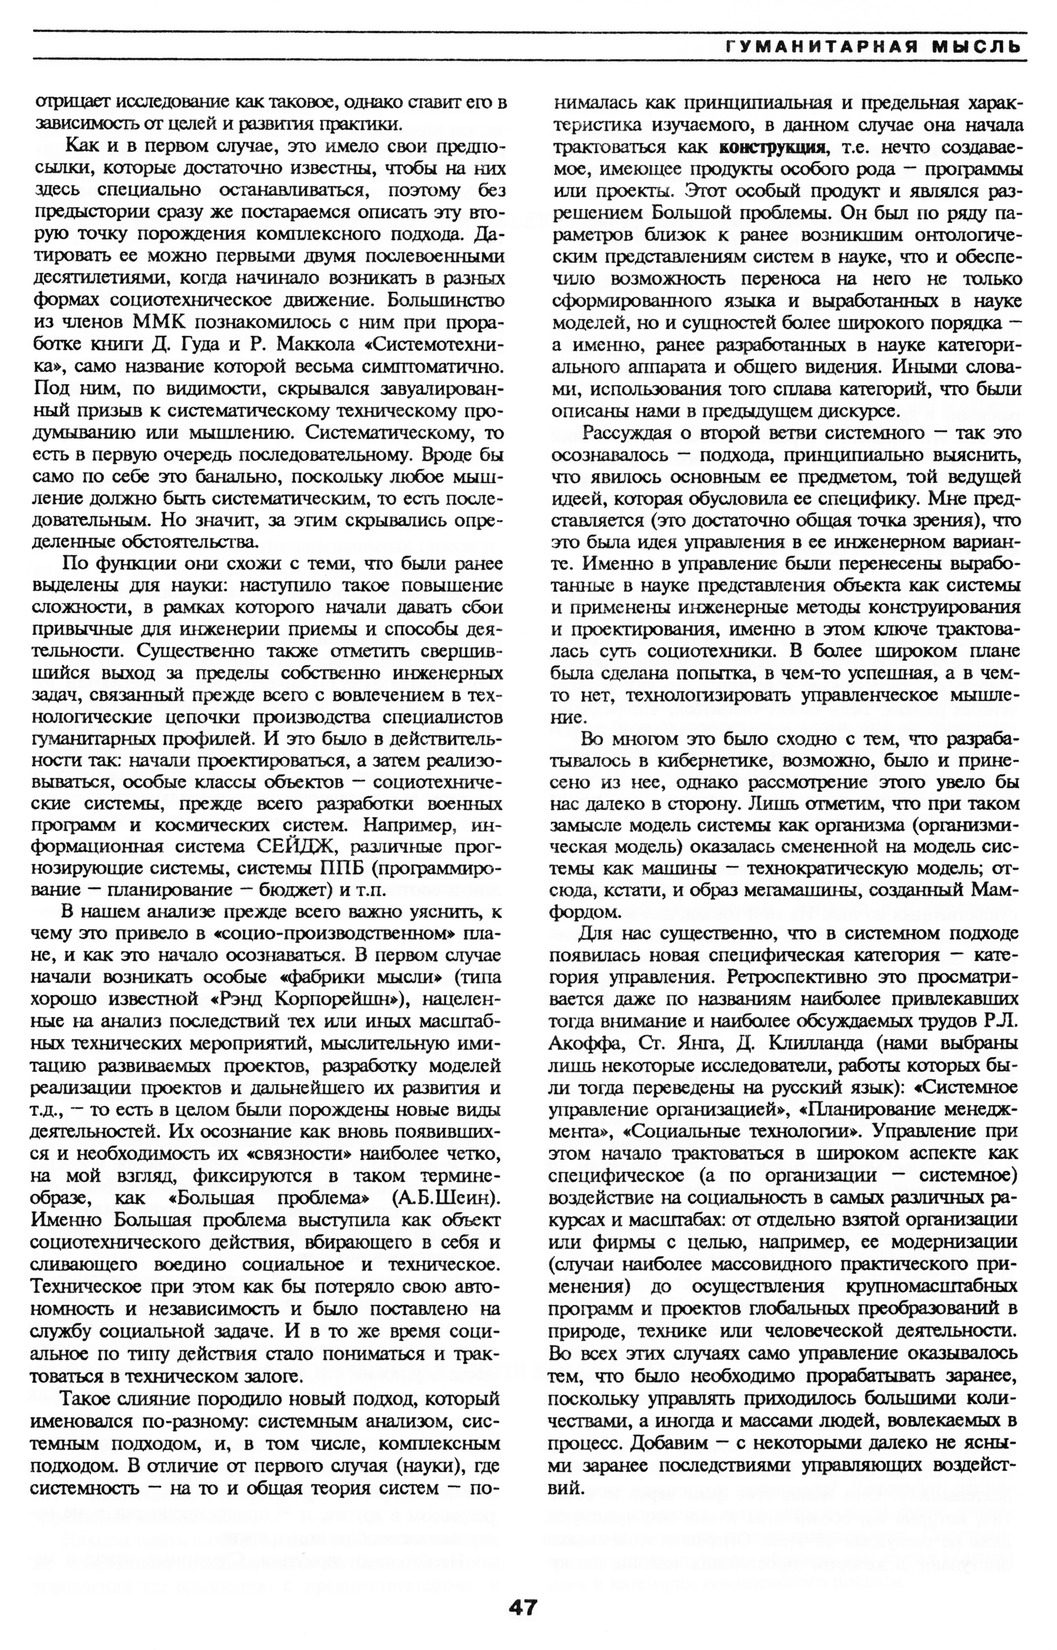 ГУМАНИТАРНАЯ МЫСЛЬ
отрицает исследование как таковое, однако ставит его в
зависимость от целей и развития практики.
Как и в первом случае, это имело свои предпо-
сылки, которые достаточно известны, чтобы на них
здесь специально останавливаться, поэтому без
предыстории сразу же постараемся описать эту вто-
рую точку порождения комплексного подхода. Да-
тировать ее можно первыми двумя послевоенными
десятилетиями, когда начинало возникать в разных
формах социотехническое движение. Большинство
из членов ММК познакомилось с ним при прора-
ботке книги Д. Гуда и Р. Маккола «Системотехни-
ка», само название которой весьма симптоматично.
Под ним, по видимости, скрывался завуалирован-
ный призыв к систематическому техническому про-
думыванию или мышлению. Систематическому, то
есть в первую очередь последовательному. Вроде бы
само по себе это банально, поскольку любое мыш-
ление должно быть систематическим, то есть после-
довательным. Но значит, за этим скрывались опре-
деленные обстоятельства.
По функции они схожи с теми, что были ранее
выделены для науки: наступило такое повышение
сложности, в рамках которого начали давать сбои
привычные для инженерии приемы и способы дея-
тельности. Существенно также отметить свершив-
шийся выход за пределы собственно инженерных
задач, связанный прежде всего с вовлечением в тех-
нологические цепочки производства специалистов
гуманитарных профилей. И это было в действитель-
ности так: начали проектироваться, а затем реализо-
вываться, особые классы объектов — социотехниче-
ские системы, прежде всего разработки военных
программ и космических систем. Например, ин-
формационная система СЕЙДЖ, различные прог-
нозирующие системы, системы ППБ (программиро-
вание — планирование — бюджет) и т.п.
В нашем анализе прежде всего важно уяснить, к
чему это привело в «социо-производственном» пла-
не, и как это начало осознаваться. В первом случае
начали возникать особые «фабрики мысли» (типа
хорошо известной «Рэнд Корпорейшн»), нацелен-
ные на анализ последствий тех или иных масштаб-
ных технических мероприятий, мыслительную ими-
тацию развиваемых проектов, разработку моделей
реализации проектов и дальнейшего их развития и
т.д., — то есть в целом были порождены новые виды
деятельностей. Их осознание как вновь появивших-
ся и необходимость их «связности» наиболее четко,
на мой взгляд, фиксируются в таком термине-
образе, как «Большая проблема» (А.Б.Шеин).
Именно Большая проблема выступила как объект
социотехнического действия, вбирающего в себя и
сливающего воедино социальное и техническое.
Техническое при этом как бы потеряло свою авто-
номность и независимость и было поставлено на
службу социальной задаче. И в то же время соци-
альное по типу действия стало пониматься и трак-
товаться в техническом залоге.
Такое слияние породило новый подход, который
именовался по-разному: системным анализом, сис-
темным подходом, и, в том числе, комплексным
подходом. В отличие от первого случая (науки), где
системность — на то и общая теория систем — по-
нималась как принципиальная и предельная харак-
теристика изучаемого, в данном случае она начала
трактоваться как конструкция, т.е. нечто создавае-
мое, имеющее продукты особого рода — программы
или проекты. Этот особый продукт и являлся раз-
решением Большой проблемы. Он был по ряду па-
раметров близок к ранее возникшим онтологиче-
ским представлениям систем в науке, что и обеспе-
чило возможность переноса на него не только
сформированного языка и выработанных в науке
моделей, но и сущностей более широкого порядка —
а именно, ранее разработанных в науке категори-
ального аппарата и общего видения. Иными слова-
ми, использования того сплава категорий, что были
описаны нами в предыдущем дискурсе.
Рассуждая о второй ветви системного — так это
осознавалось — подхода, принципиально выяснить,
что явилось основным ее предметом, той ведущей
идеей, которая обусловила ее специфику. Мне пред-
ставляется (это достаточно общая точка зрения), что
это была идея управления в ее инженерном вариан-
те. Именно в управление были перенесены вырабо-
танные в науке представления объекта как системы
и применены инженерные методы конструирования
и проектирования, именно в этом ключе трактова-
лась суть социотехники. В более широком плане
была сделана попытка, в чем-то успешная, а в чем-
то нет, технологизировать управленческое мышле-
ние.
Во многом это было сходно с тем, что разраба-
тывалось в кибернетике, возможно, было и прине-
сено из нее, однако рассмотрение этого увело бы
нас далеко в сторону. Лишь отметим, что при таком
замысле модель системы как организма (организми-
ческая модель) оказалась смененной на модель сис-
темы как машины — технократическую модель; от-
сюда, кстати, и образ мегамашины, созданный Мам-
фордом.
Для нас существенно, что в системном подходе
появилась новая специфическая категория — кате-
гория управления. Ретроспективно это просматри-
вается даже по названиям наиболее привлекавших
тогда внимание и наиболее обсуждаемых трудов Р.Л.
Акоффа, Ст. Янга, Д. Клилланда (нами выбраны
лишь некоторые исследователи, работы которых бы-
ли тогда переведены на русский язык): «Системное
управление организацией», «Планирование менедж-
мента», «Социальные технологии». Управление при
этом начало трактоваться в широком аспекте как
специфическое (а по организации — системное)
воздействие на социальность в самых различных ра-
курсах и масштабах: от отдельно взятой организации
или фирмы с целью, например, ее модернизации
(случаи наиболее массовидного практического при-
менения) до осуществления крупномасштабных
программ и проектов глобальных преобразований в
природе, технике или человеческой деятельности.
Во всех этих случаях само управление оказывалось
тем, что было необходимо прорабатывать заранее,
поскольку управлять приходилось большими коли-
чествами, а иногда и массами людей, вовлекаемых в
процесс. Добавим — с некоторыми далеко не ясны-
ми заранее последствиями управляющих воздейст-
вий.
47